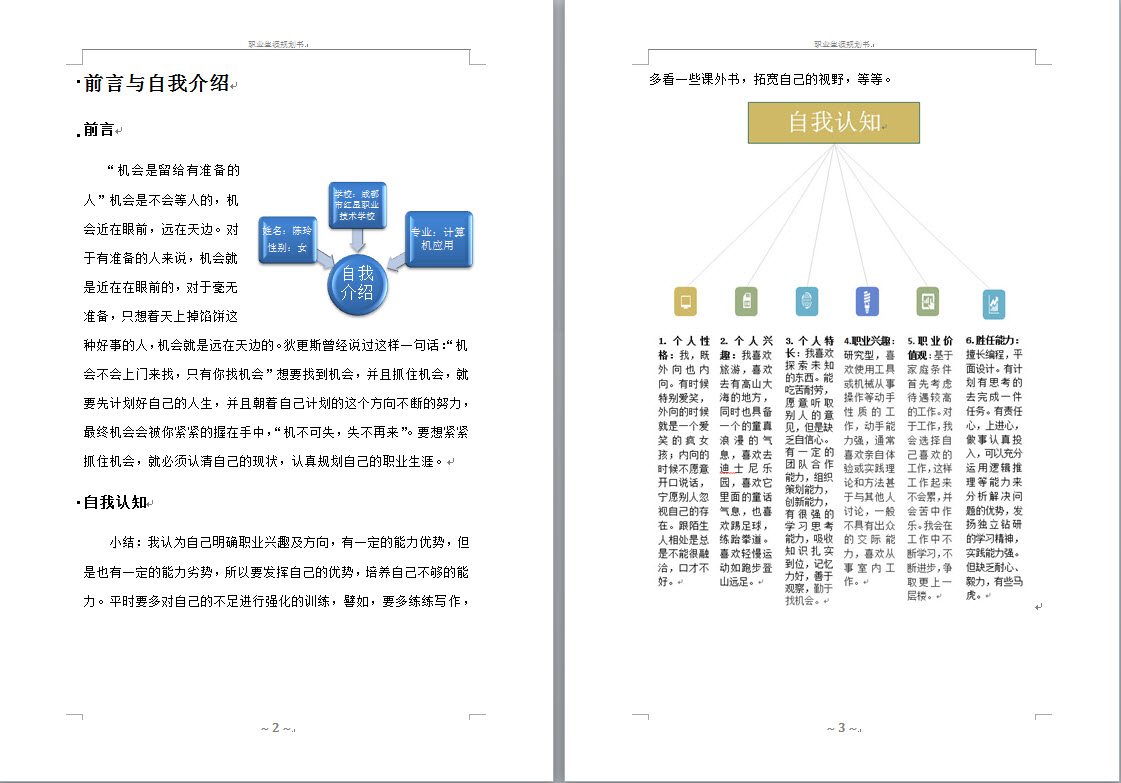 职业生涯规划书
前言与自我介绍
前言
“机会是留给有准备的
人”机会是不会等人的，机
会近在眼前，远在天边。对
于有准备的人来说，机会就
是近在在眼前的，对于毫无
准备，只想着天上掉馅饼这
种好事的人，机会就是远在天边的。狄更斯曾经说过这样一句话：“机
会不会上门来找，只有你找机会”想要找到机会，并且抓住机会，就
要先计划好自己的人生，并且朝着自己计划的这个方向不断的努力，
最终机会会被你紧紧的握在手中，“机不可失，失不再来”。要想紧紧
抓住机会，就必须认清自己的现状，认真规划自己的职业生涯。
姓名：陈玲
性别：女
学校：成都
市红昌职业
技术学校
专业：计算
机应用
自我
介绍
自我认知
小结：我认为自己明确职业兴趣及方向，有一定的能力优势，但
是也有一定的能力劣势，所以要发挥自己的优势，培养自己不够的能
力。平时要多对自己的不足进行强化的训练，譬如，要多练练写作，
~ 2 ~
职业生涯规划书
多看一些课外书，拓宽自己的视野，等等。
自我认知
1. 个人性
格：我，既
外向也内
向。有时候
特别爱笑，
外向的时候
就是一个爱
笑的疯女
孩；内向的
时候不愿意
开口说话，
宁愿别人忽
视自己的存
在。跟陌生
人相处是总
是不能很融
洽，口才不
好。
2. 个人兴
趣：我喜欢
旅游，喜欢
去有高山大
海的地方，
同时也具备
一个的童真
浪漫的气
息，喜欢去
迪士尼乐
园，喜欢它
里面的童话
气息，也喜
欢踢足球，
练跆拳道。
喜欢轻慢运
动如跑步登
山远足。
3. 个人特
长：我喜欢
探索未知
的东西。能
吃苦耐劳，
愿意听取
别人的意
见，但是缺
乏自信心。
有一定的
团队合作
能力，组织
策划能力，
创新能力，
有很强的
学习思考
能力，吸收
知识扎实
到位，记忆
力好，善于
观察，勤于
找机会。
4.职业兴趣：
研究型，喜
欢使用工具
或机械从事
操作等动手
性质的工
作，动手能
力强，通常
喜欢亲自体
验或实践理
论和方法甚
于与其他人
讨论，一般
不具有出众
的交际能
力，喜欢从
事室内工
作。
5.职业价
值观：基于
家庭条件
首先考虑
待遇较高
的工作。对
于工作，我
会选择自
己喜欢的
工作，这样
工作起来
不会累，并
会苦中作
乐。我会在
工作中不
断学习，不
断进步，争
取更上一
层楼。
6.胜任能力：
擅长编程，平
面设计。有计
划有思考的
去完成一件
任务。有责任
心，上进心，
做事认真投
入，可以充分
运用逻辑推
理等能力来
分析解决问
题的优势，发
扬独立钻研
的学习精神，
实践能力强。
但缺乏耐心、
毅力，有些马
虎。
~ 3 ~